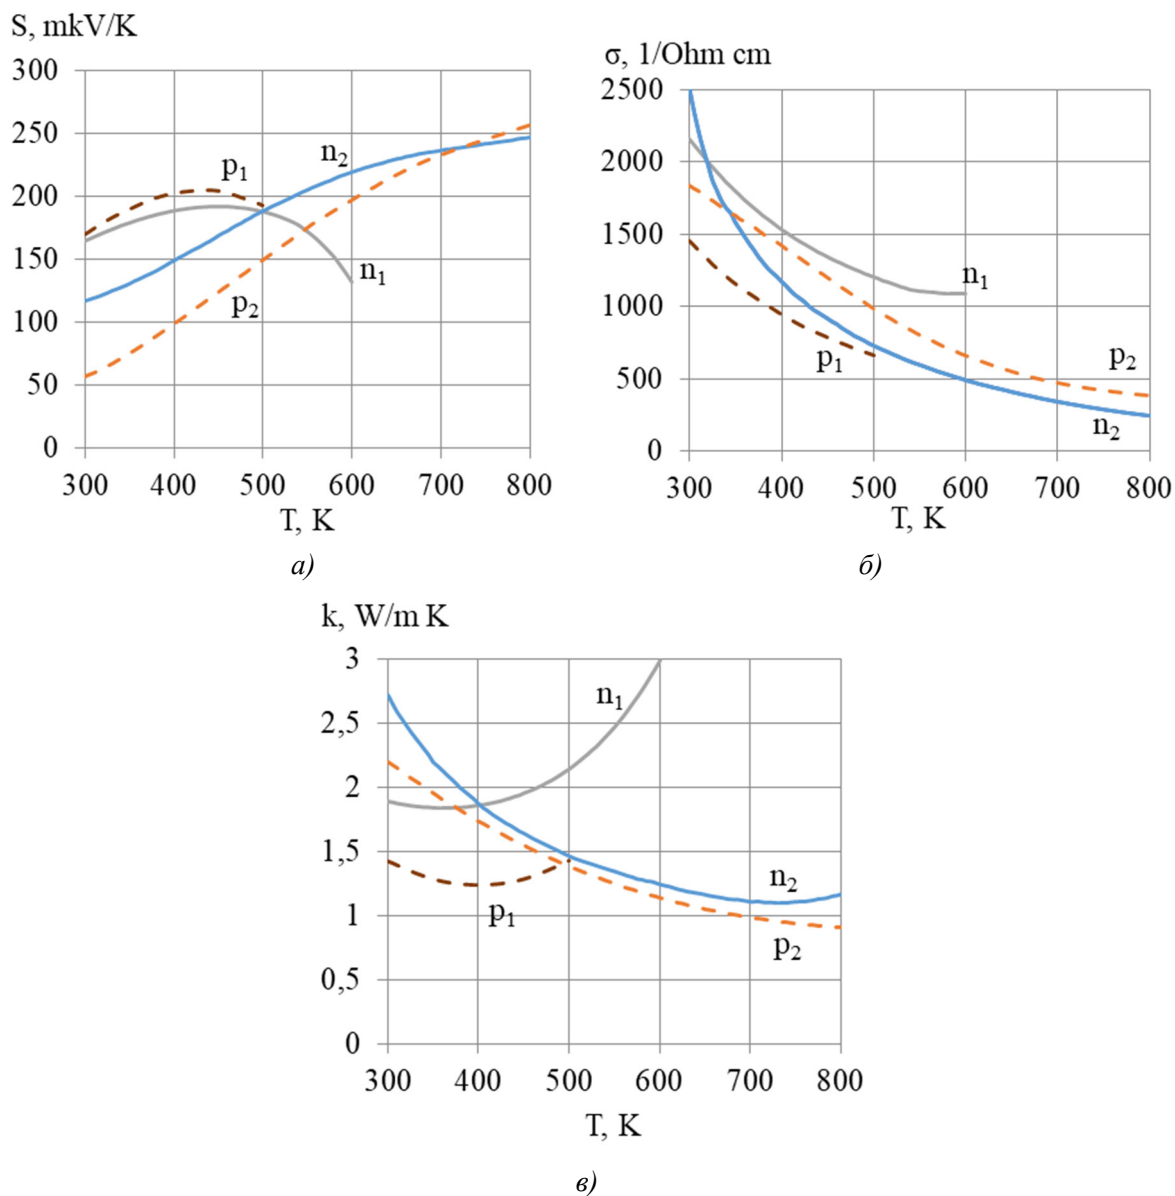 S, mkV/K
300
250
200
150
100
50
0
300 400 500 600 700 800
T, K
p₁
n₂
n₁
p₂
а)
σ, 1/Ohm cm
2500
2000
1500
1000
500
0
300 400 500 600 700 800
T, K
n₁
p₁
p₂
n₂
б)
k, W/m K
3
2,5
2
1,5
1
0,5
0
300 400 500 600 700 800
T, K
n₁
p₁
n₂
p₂
в)